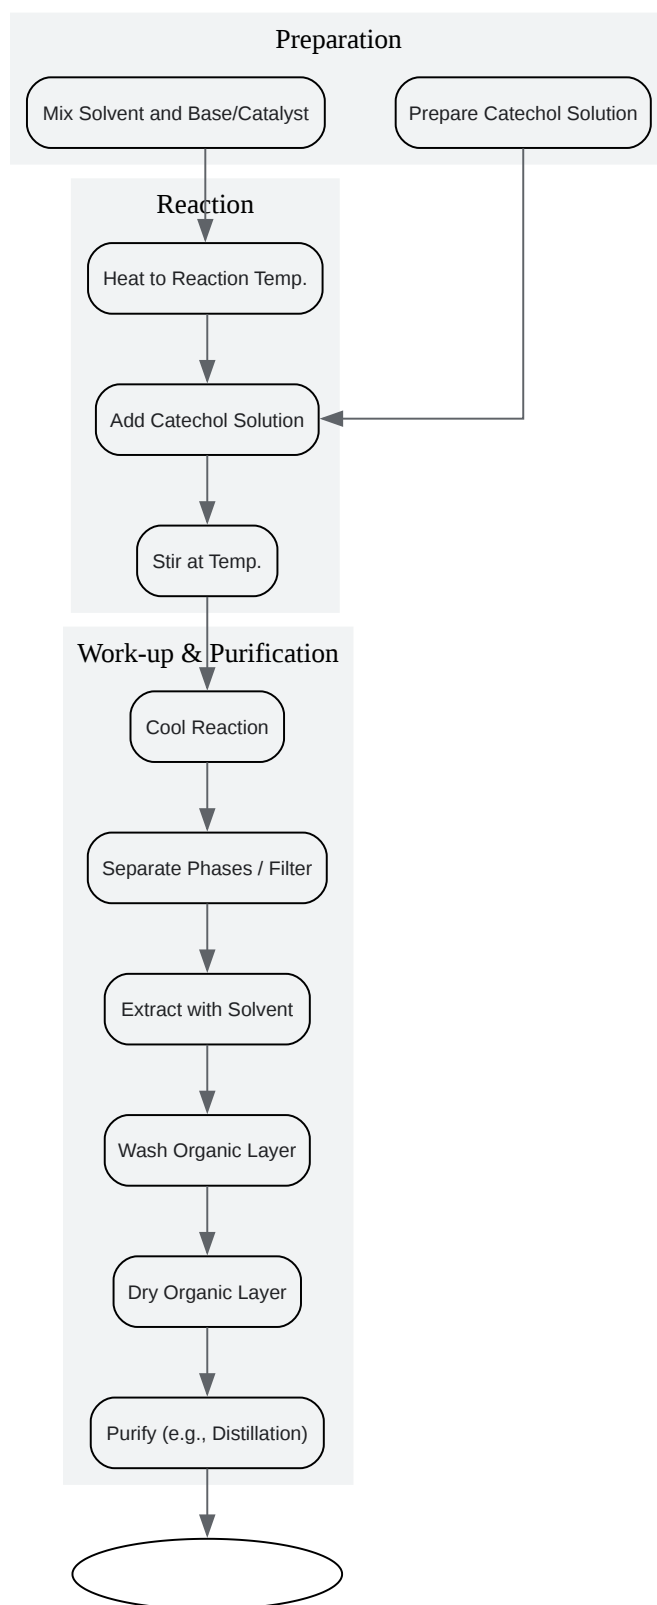 Preparation
Mix Solvent and Base/Catalyst
Prepare Catechol Solution
Reaction
Heat to Reaction Temp.
Add Catechol Solution
Stir at Temp.
Work-up & Purification
Cool Reaction
Separate Phases / Filter
Extract with Solvent
Wash Organic Layer
Dry Organic Layer
Purify (e.g., Distillation)